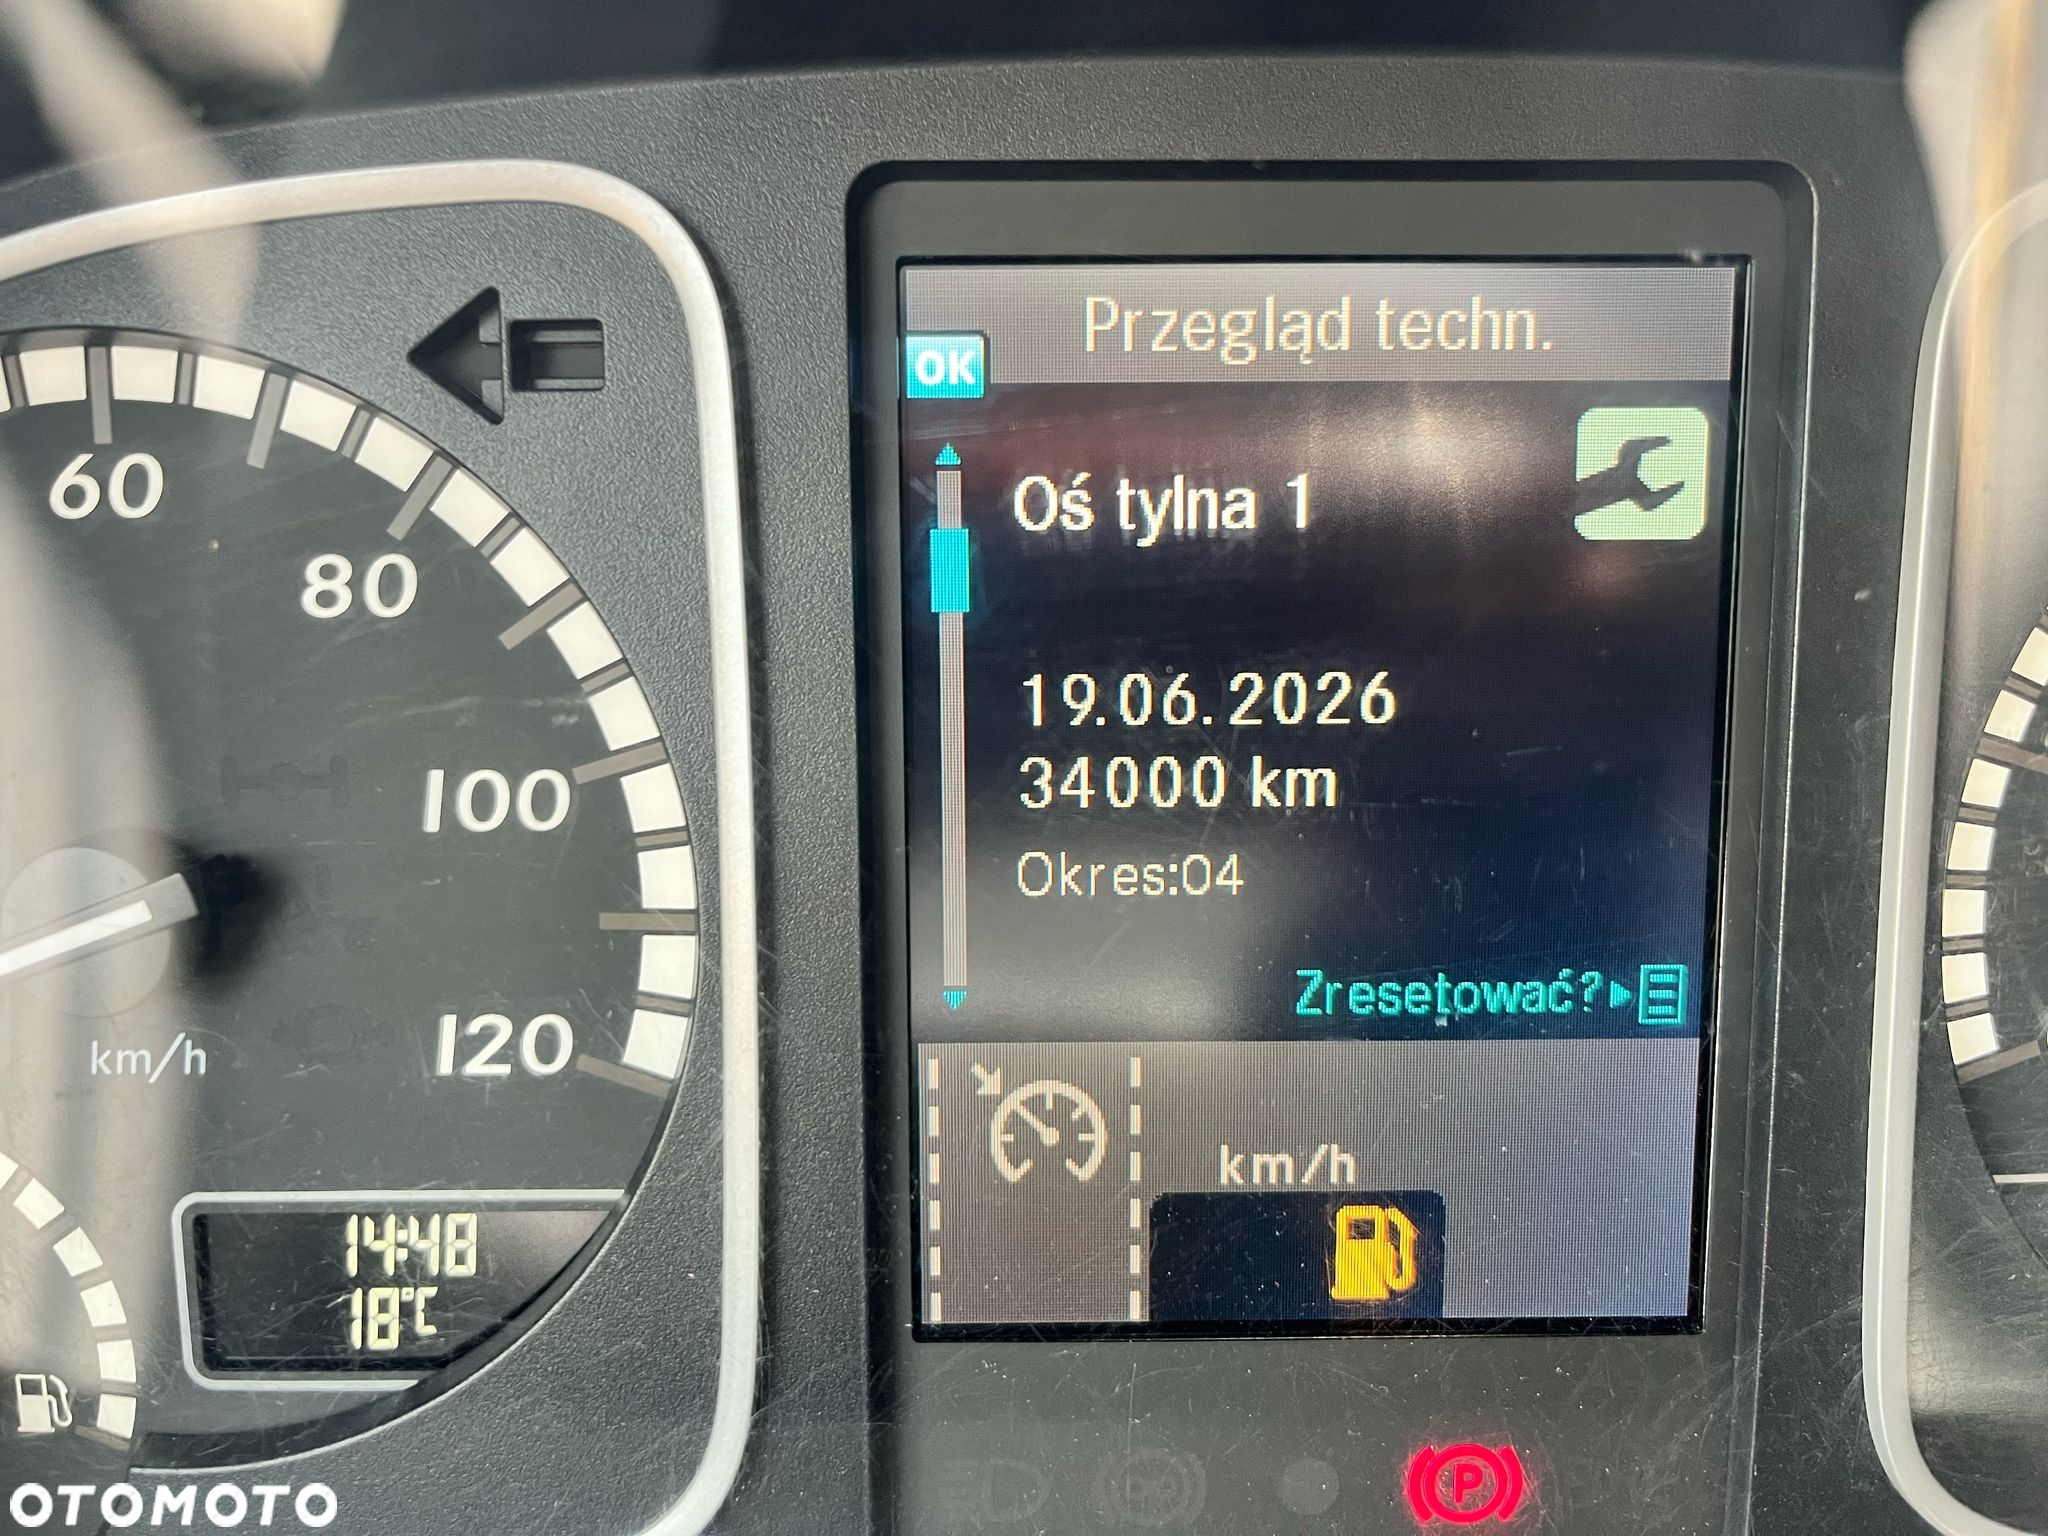 Przegląd techn.
OK
Oś tylna 1
19.06.2026
34000 km
Okres:04
Zresetować?
km/h
60
80
100
120
km/h
14:48
18°C
P
OTOMOTO